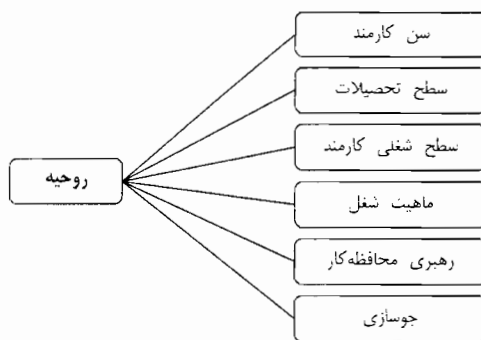 سن کارمند
سطح تحصیلات
سطح شغلی کارمند
روحیه
ماهیت شغل
رهبری محافظه‌کار
جوسازی